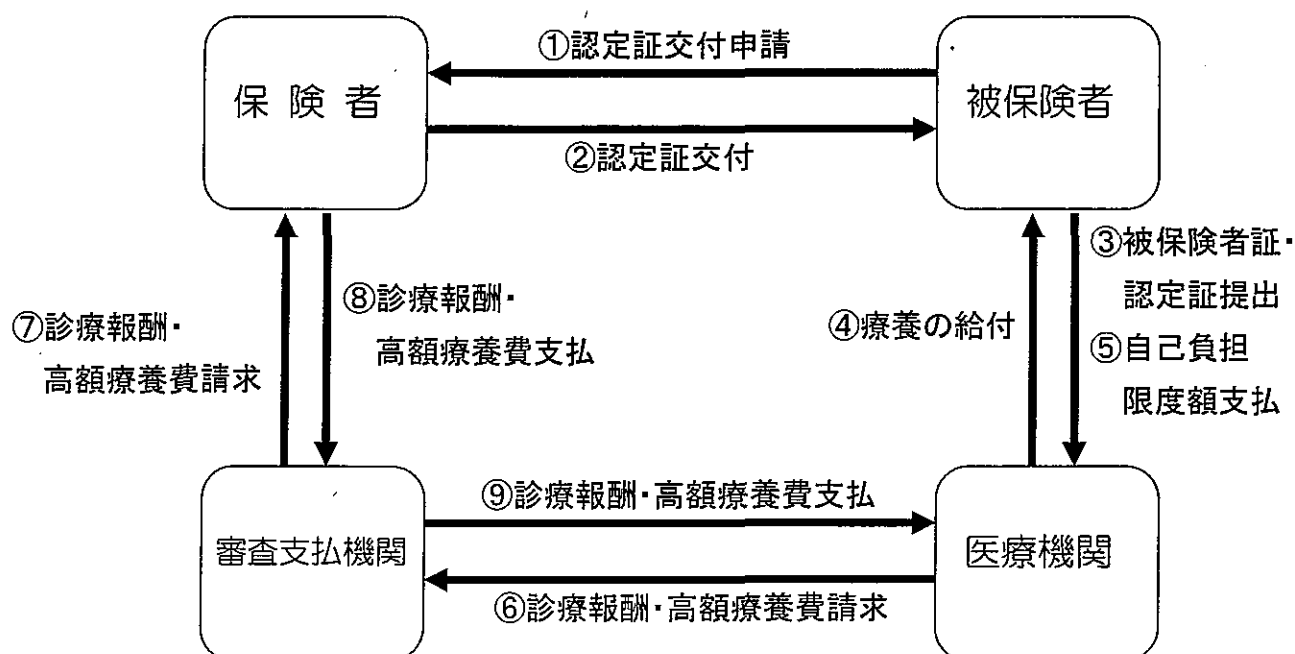 ①認定証交付申請
保険者
被保険者
②認定証交付
③被保険者証・
認定証提出
⑧診療報酬・
高額療養費支払
⑦診療報酬・
高額療養費請求
④療養の給付
⑤自己負担
限度額支払
⑨診療報酬・高額療養費支払
審査支払機関
医療機関
⑥診療報酬・高額療養費請求